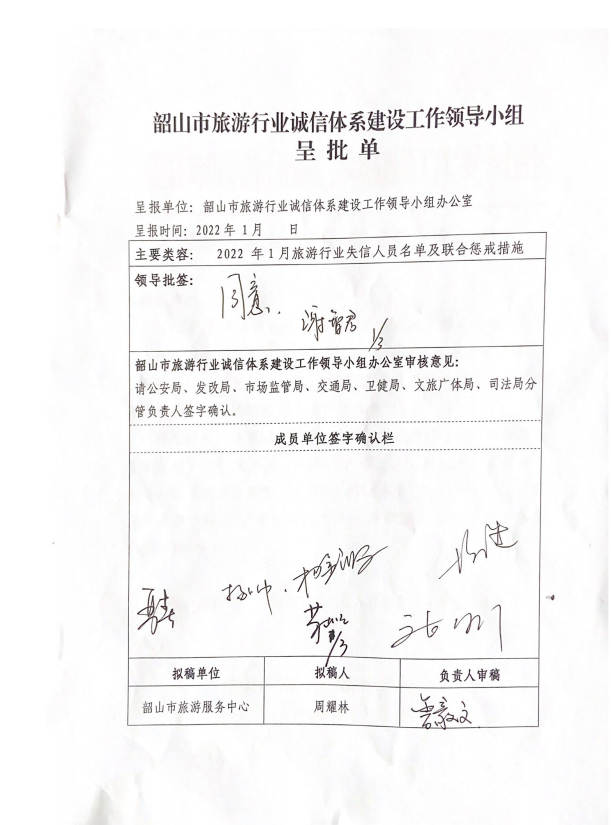 韶山市旅游行业诚信体系建设工作领导小组
呈批单
呈报单位：韶山市旅游行业诚信体系建设工作领导小组办公室
呈报时间：2022年1月 日
主要类容： 2022 年1月旅游行业失信人员名单及联合惩戒措施
领导批签：
同意.
1/3
韶山市旅游行业诚信体系建设工作领导小组办公室审核意见：
请公安局、发改局、市场监管局、交通局、卫健局、文旅广体局、司法局分
管负责人签字确认。
成员单位签字确认栏
拟稿单位 拟稿人 负责人审稿
韶山市旅游服务中心 周耀林